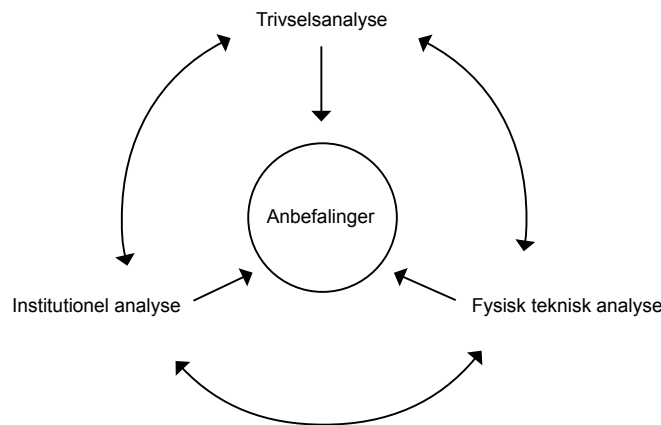 Trivselsanalyse
Anbefalinger
Institutionel analyse
Fysisk teknisk analyse